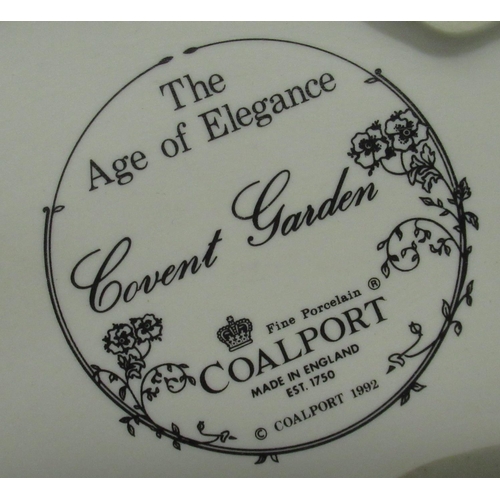 The
Age of Elegance
Covent Garden
Fine Porcelain ®
COALPORT
MADE IN ENGLAND
EST. 1750
© COALPORT 1992